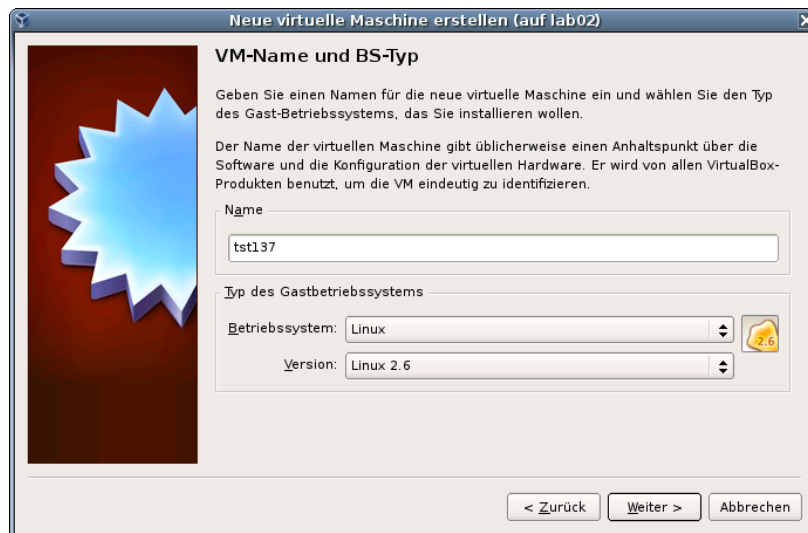 Neue virtuelle Maschine erstellen (auf lab02)
VM-Name und BS-Typ
Geben Sie einen Namen für die neue virtuelle Maschine ein und wählen Sie den Typ
des Gast-Betriebssystems, das Sie installieren wollen.
Der Name der virtuellen Maschine gibt üblicherweise einen Anhaltspunkt über die
Software und die Konfiguration der virtuellen Hardware. Er wird von allen VirtualBox-
Produkten benutzt, um die VM eindeutig zu identifizieren.
Name
tst137
Typ des Gastbetriebssystems
Betriebssystem: Linux
2.6
Version: Linux 2.6
< Zurück Weiter > Abbrechen